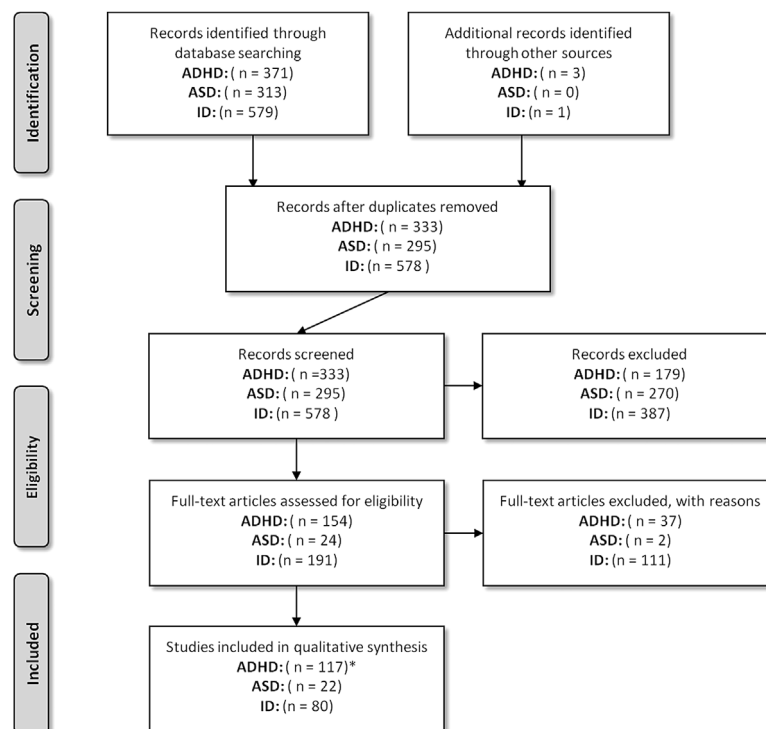 Identification
Records identified through
database searching
ADHD: ( n = 371)
ASD: ( n = 313)
ID: (n = 579)
Additional records identified
through other sources
ADHD: ( n = 3)
ASD: ( n = 0)
ID: ( n = 1)
Screening
Records after duplicates removed
ADHD: ( n = 333)
ASD: ( n = 295)
ID: (n = 578 )
Records screened
ADHD: ( n =333)
ASD: ( n = 295)
ID: (n = 578 )
Records excluded
ADHD: ( n = 179)
ASD: ( n = 270)
ID: (n = 387)
Eligibility
Full-text articles assessed for eligibility
ADHD: ( n = 154)
ASD: ( n = 24)
ID: (n = 191)
Full-text articles excluded, with reasons
ADHD: ( n = 37)
ASD: ( n = 2)
ID: (n = 111)
Included
Studies included in qualitative synthesis
ADHD: ( n = 117)*
ASD: ( n = 22)
ID: (n = 80)